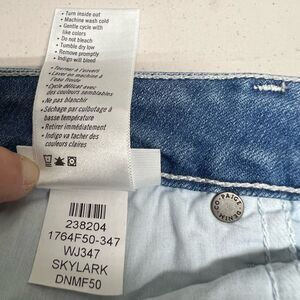 • Turn inside out
• Machine wash cold
• Gentle cycle with
like colors
• Do not bleach
• Tumble dry low
• Remove promptly
• Indigo will bleed
• Tourner à l'envers
• Laver en machine à
l'eau froide
• Cycle délicat avec des
couleurs semblables
• Ne pas blanchir
• Séchage par culbutage à
basse température
• Retirer immédiatement
• Indigo va tacher des
couleurs claires
238204
1764F50-347
WJ347
SKYLARK
DNMF50
PAIGE
DENIM
CO